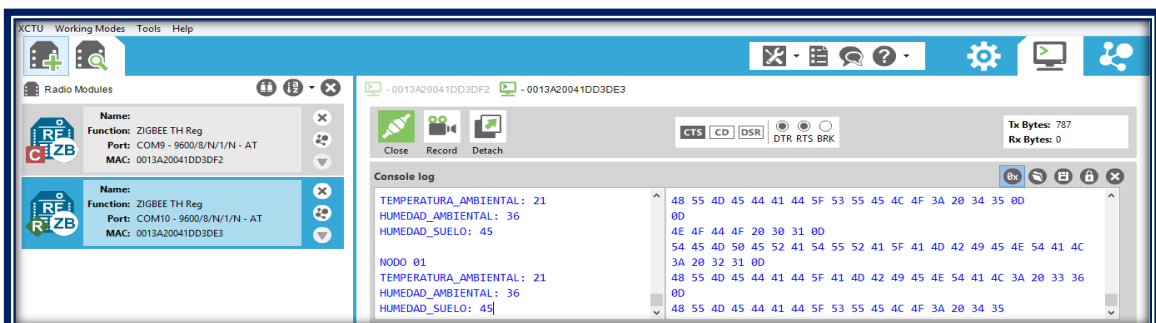 XCTU Working Modes Tools Help
Radio Modules
Name:
Function: ZIGBEE TH Reg
Port: COM9 - 9600/8/N/1/N - AT
MAC: 0013A20041DD3DF2
RF
C ZB
Name:
Function: ZIGBEE TH Reg
Port: COM10 - 9600/8/N/1/N - AT
MAC: 0013A20041DD3DE3
RF
R ZB
- 0013A20041DD3DF2 - 0013A20041DD3DE3
Close Record Detach
CTS CD DSR DTR RTS BRK
Tx Bytes: 787
Rx Bytes: 0
Console log
TEMPERATURA_AMBIENTAL: 21
HUMEDAD_AMBIENTAL: 36
HUMEDAD_SUELO: 45
NODO 01
TEMPERATURA_AMBIENTAL: 21
HUMEDAD_AMBIENTAL: 36
HUMEDAD_SUELO: 45
48 55 4D 45 44 41 44 5F 53 55 45 4C 4F 3A 20 34 35 0D
0D
4E 4F 44 4F 20 30 31 0D
54 45 4D 50 45 52 41 54 55 52 41 5F 41 4D 42 49 45 4E 54 41 4C
3A 20 32 31 0D
48 55 4D 45 44 41 44 5F 41 4D 42 49 45 4E 54 41 4C 3A 20 33 36
0D
48 55 4D 45 44 41 44 5F 53 55 45 4C 4F 3A 20 34 35